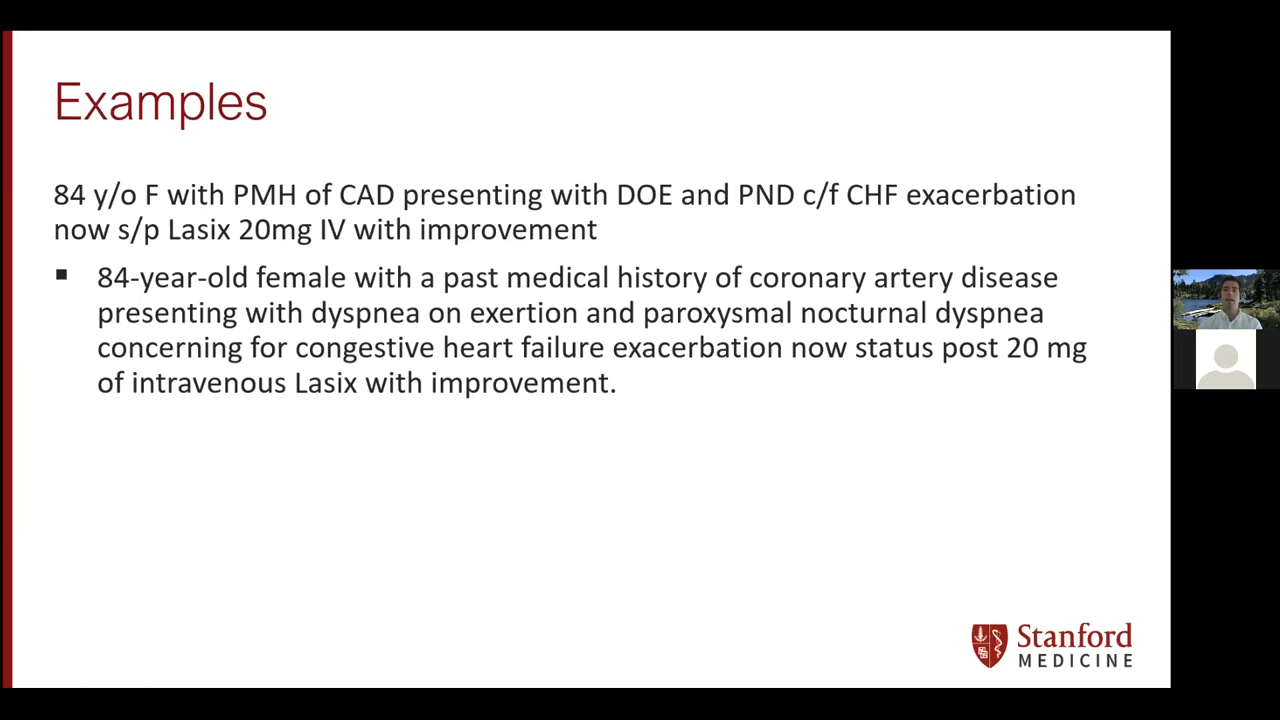 Examples
84 y/o F with PMH of CAD presenting with DOE and PND c/f CHF exacerbation
now s/p Lasix 20mg IV with improvement
▪ 84-year-old female with a past medical history of coronary artery disease
presenting with dyspnea on exertion and paroxysmal nocturnal dyspnea
concerning for congestive heart failure exacerbation now status post 20 mg
of intravenous Lasix with improvement.
Stanford
MEDICINE